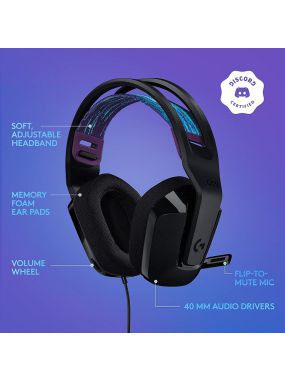 DISCORD
CERTIFIED
SOFT,
ADJUSTABLE
HEADBAND
MEMORY
FOAM
EAR PADS
VOLUME
WHEEL
FLIP-TO-
MUTE MIC
40 MM AUDIO DRIVERS